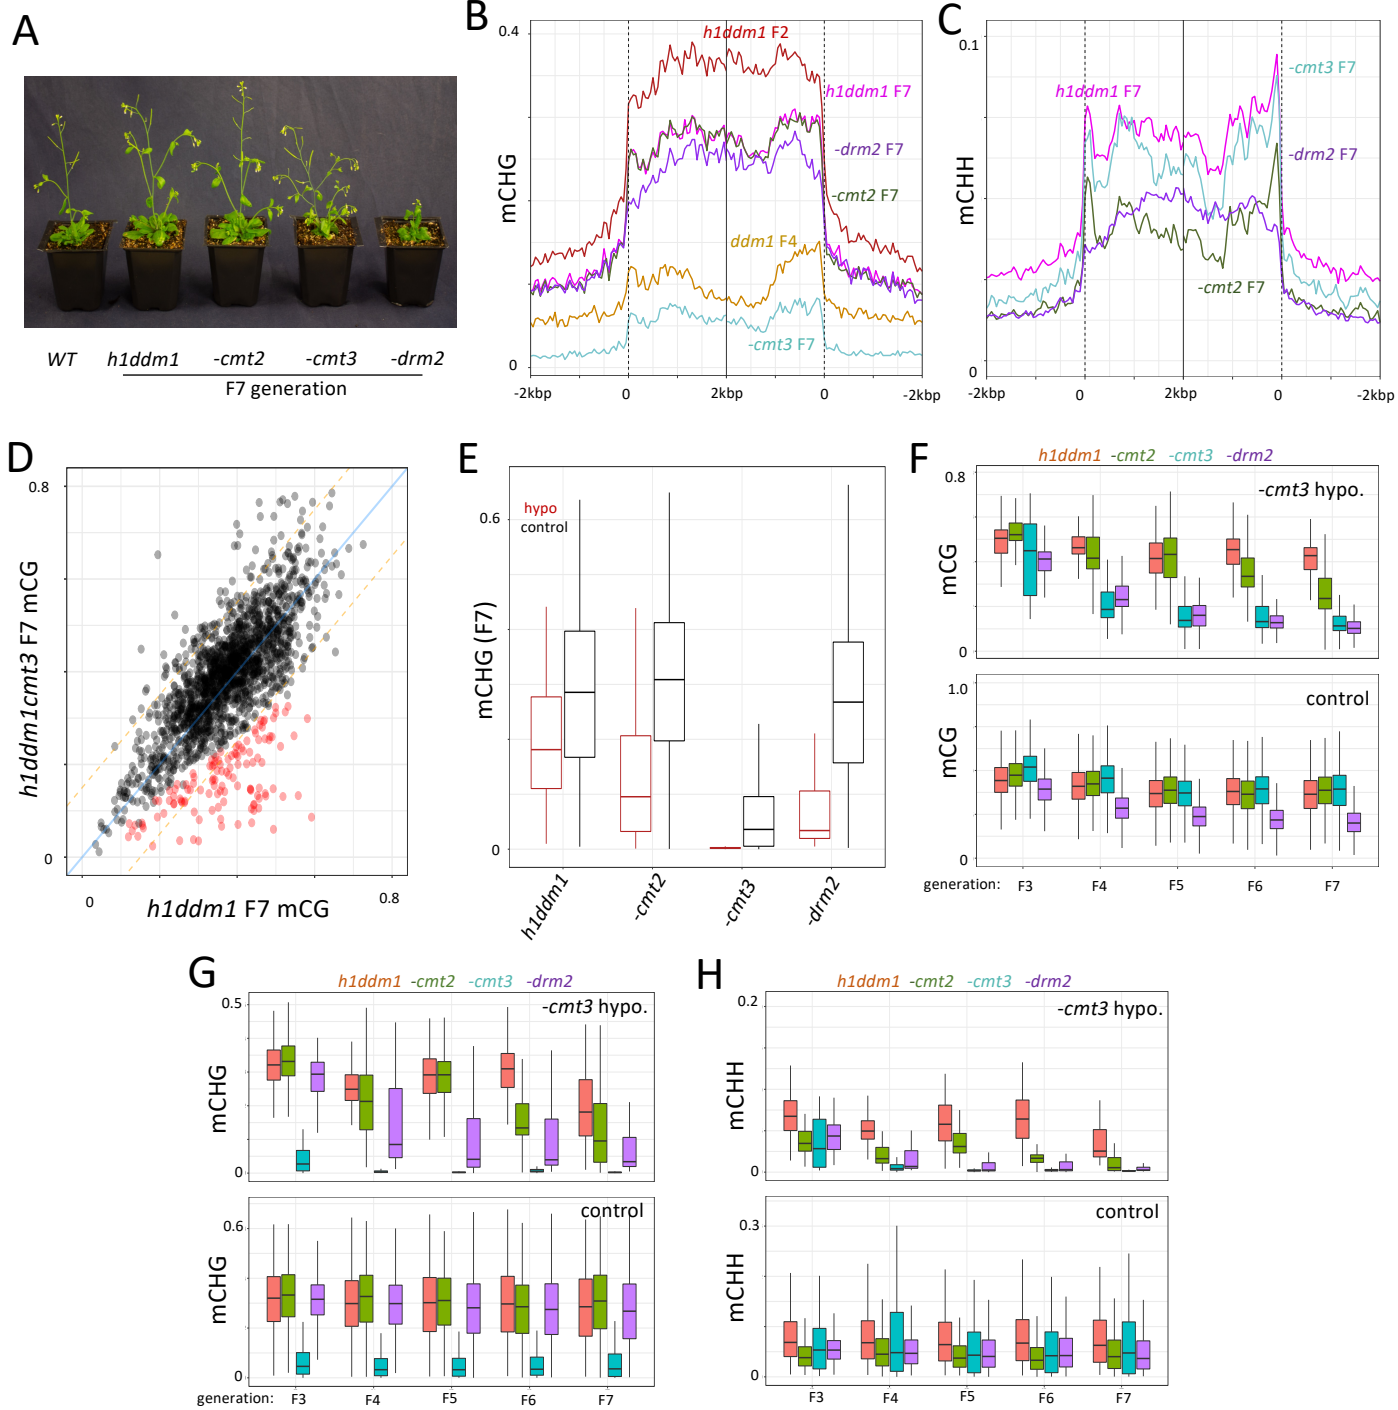 A
WT h1ddm1 -cmt2 -cmt3 -drm2
F7 generation
B
0.4
mCHG
0
h1ddm1 F2
h1ddm1 F7
-drm2 F7
-cmt2 F7
ddm1 F4
-cmt3 F7
-2kbp 0 2kbp 0 -2kbp
C
0.1
mCHH
0
-cmt3 F7
h1ddm1 F7
-drm2 F7
-cmt2 F7
-2kbp 0 2kbp 0 -2kbp
D
0.8
h1ddm1cmt3 F7 mCG
0
0 0.8
h1ddm1 F7 mCG
E
0.6
hypo
control
mCHG (F7)
0
h1ddm1 -cmt2 -cmt3 -drm2
F
h1ddm1 -cmt2 -cmt3 -drm2
0.8
-cmt3 hypo.
mCG
0
1.0
control
mCG
0
generation: F3 F4 F5 F6 F7
G
h1ddm1 -cmt2 -cmt3 -drm2
0.5
-cmt3 hypo.
mCHG
0
control
0.6
mCHG
0
generation: F3 F4 F5 F6 F7
H
h1ddm1 -cmt2 -cmt3 -drm2
0.2
-cmt3 hypo.
mCHH
0
control
0.3
mCHH
0
F3 F4 F5 F6 F7